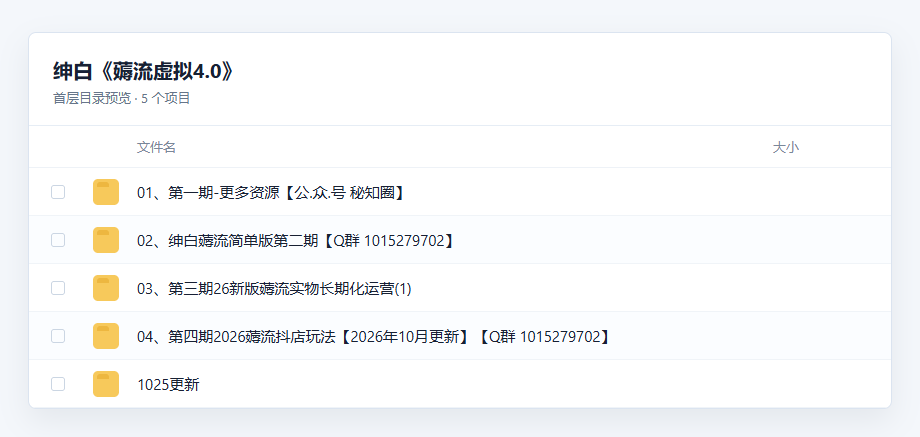 绅白《薅流虚拟4.0》
首层目录预览 · 5 个项目
文件名 大小
01、第一期-更多资源【公.众.号 秘知圈】
02、绅白薅流简单版第二期【Q群 1015279702】
03、第三期26新版薅流实物长期化运营(1)
04、第四期2026薅流抖店玩法【2026年10月更新】【Q群 1015279702】
1025更新